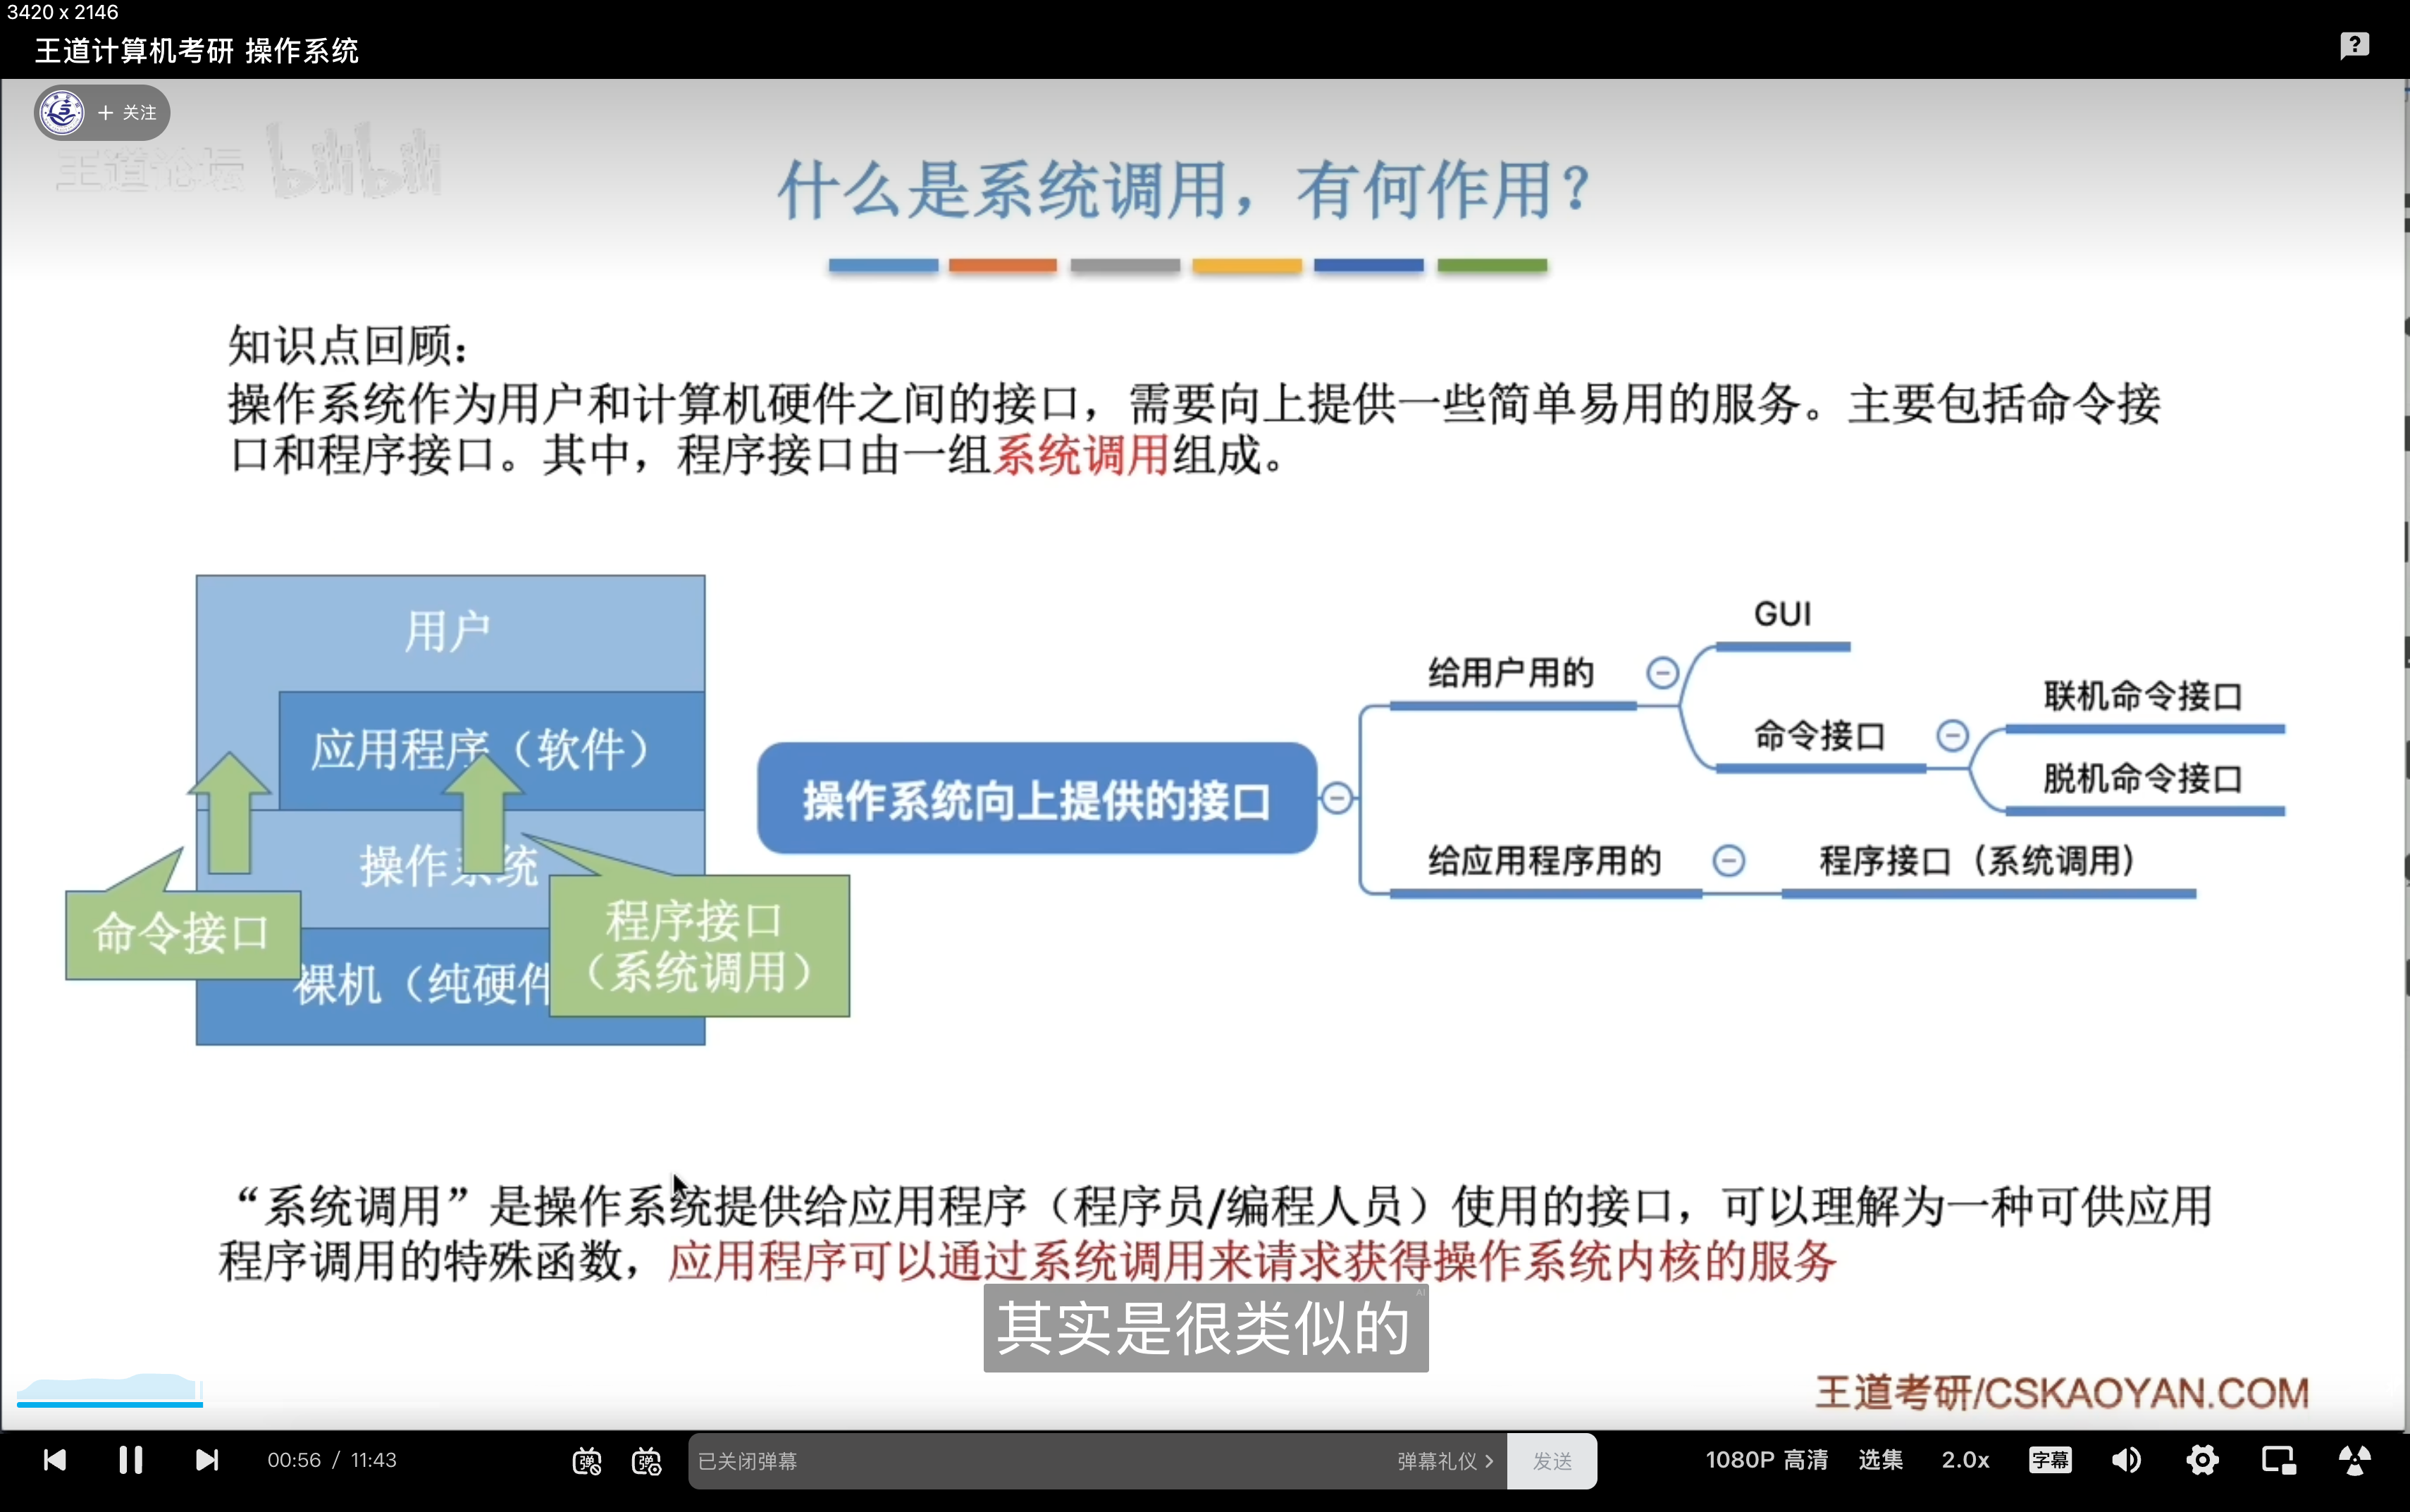 3420 x 2146
王道计算机考研 操作系统
+ 关注
王道论坛 bilibili
什么是系统调用，有何作用？
知识点回顾：
操作系统作为用户和计算机硬件之间的接口，需要向上提供一些简单易用的服务。主要包括命令接
口和程序接口。其中，程序接口由一组系统调用组成。
用户
应用程序（软件）
操作系统
裸机（纯硬件
命令接口
程序接口
（系统调用）
操作系统向上提供的接口
给用户用的
GUI
命令接口
联机命令接口
脱机命令接口
给应用程序用的
程序接口（系统调用）
“系统调用”是操作系统提供给应用程序（程序员/编程人员）使用的接口，可以理解为一种可供应用
程序调用的特殊函数，应用程序可以通过系统调用来请求获得操作系统内核的服务
AI
其实是很类似的
王道考研/CSKAOYAN.COM
00:56 / 11:43
弹
弹
已关闭弹幕
弹幕礼仪 >
发送
1080P 高清
选集
2.0x
字幕